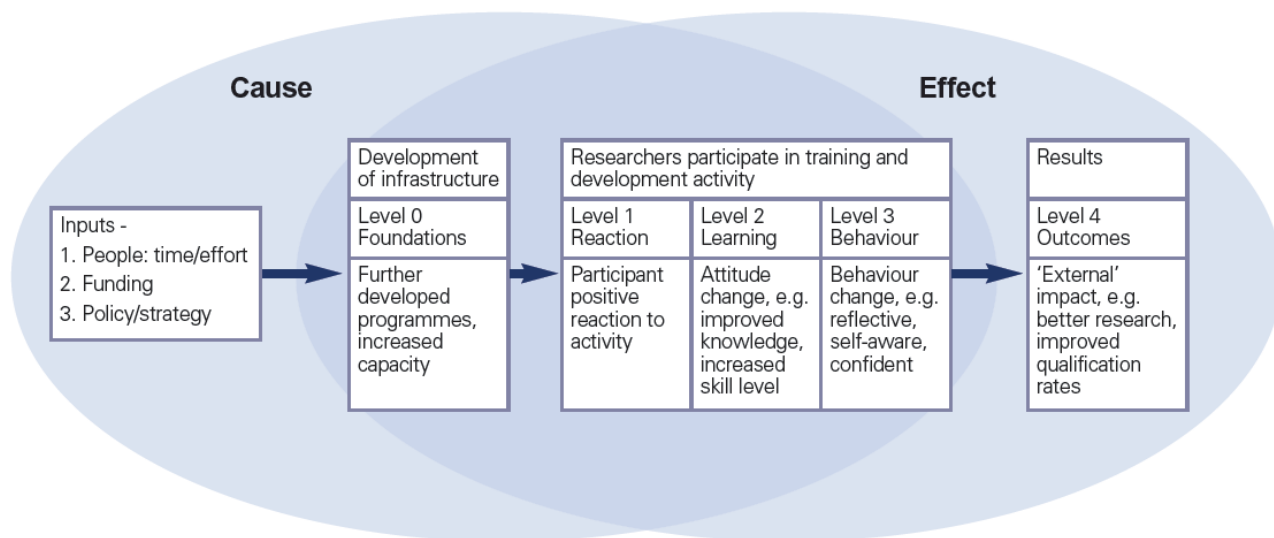 Cause
Effect
Inputs -
1. People: time/effort
2. Funding
3. Policy/strategy
Development
of infrastructure
Level 0
Foundations
Further
developed
programmes,
increased
capacity
Researchers participate in training and
development activity
Level 1
Reaction
Participant
positive
reaction to
activity
Level 2
Learning
Attitude
change, e.g.
improved
knowledge,
increased
skill level
Level 3
Behaviour
Behaviour
change, e.g.
reflective,
self-aware,
confident
Results
Level 4
Outcomes
‘External’
impact, e.g.
better research,
improved
qualification
rates